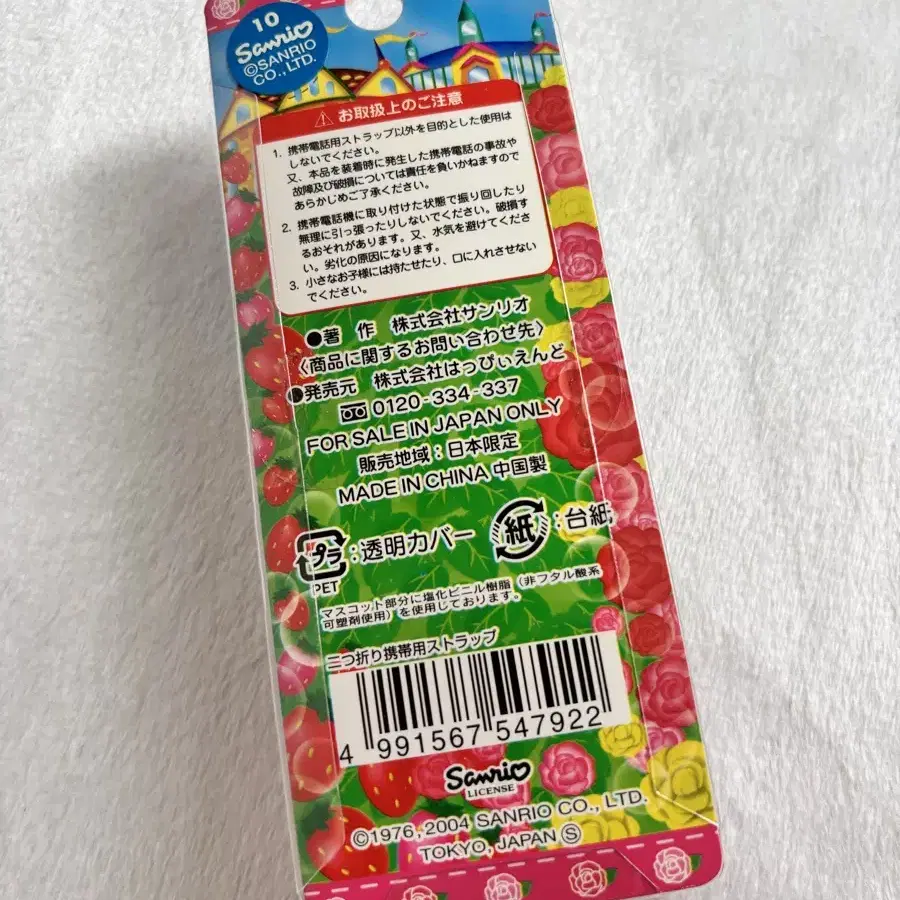 10
Sanrio
©SANRIO
CO., LTD.
⚠ お取扱上のご注意
1. 携帯電話用ストラップ以外を目的とした使用は
しないでください。
又、本品を装着時に発生した携帯電話の事故や
故障及び破損については責任を負いかねますので
あらかじめご了承ください。
2. 携帯電話機に取り付けた状態で振り回したり
無理に引っ張ったりしないでください。破損す
るおそれがあります。又、水気を避けてくださ
い。劣化の原因になります。
3. 小さなお子様には持たせたり、口に入れさせない
でください。
●著 作 株式会社サンリオ
〈商品に関するお問い合わせ先〉
●発売元 株式会社はっぴぃえんど
0120-334-337
FOR SALE IN JAPAN ONLY
販売地域：日本限定
MADE IN CHINA 中国製
プラ：透明カバー 紙：台紙
PET
マスコット部分に塩化ビニル樹脂（非フタル酸系
可塑剤使用）を使用しております。
二つ折り携帯用ストラップ
4 991567 547922
Sanrio
LICENSE
©1976, 2004 SANRIO CO., LTD.
TOKYO, JAPAN Ⓢ